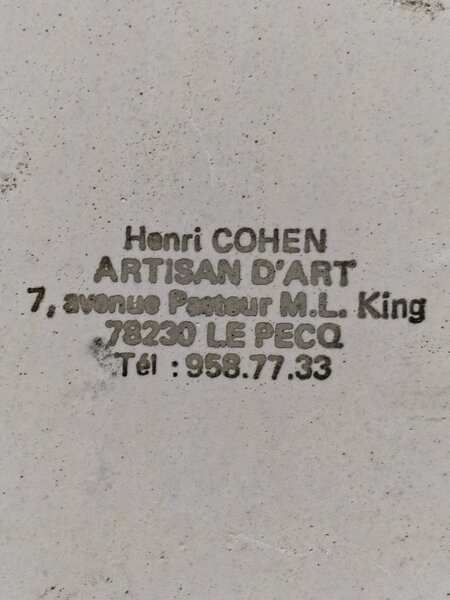 Henri COHEN
ARTISAN D'ART
7, avenue Pasteur M.L. King
78230 LE PECQ
Tél : 958.77.33